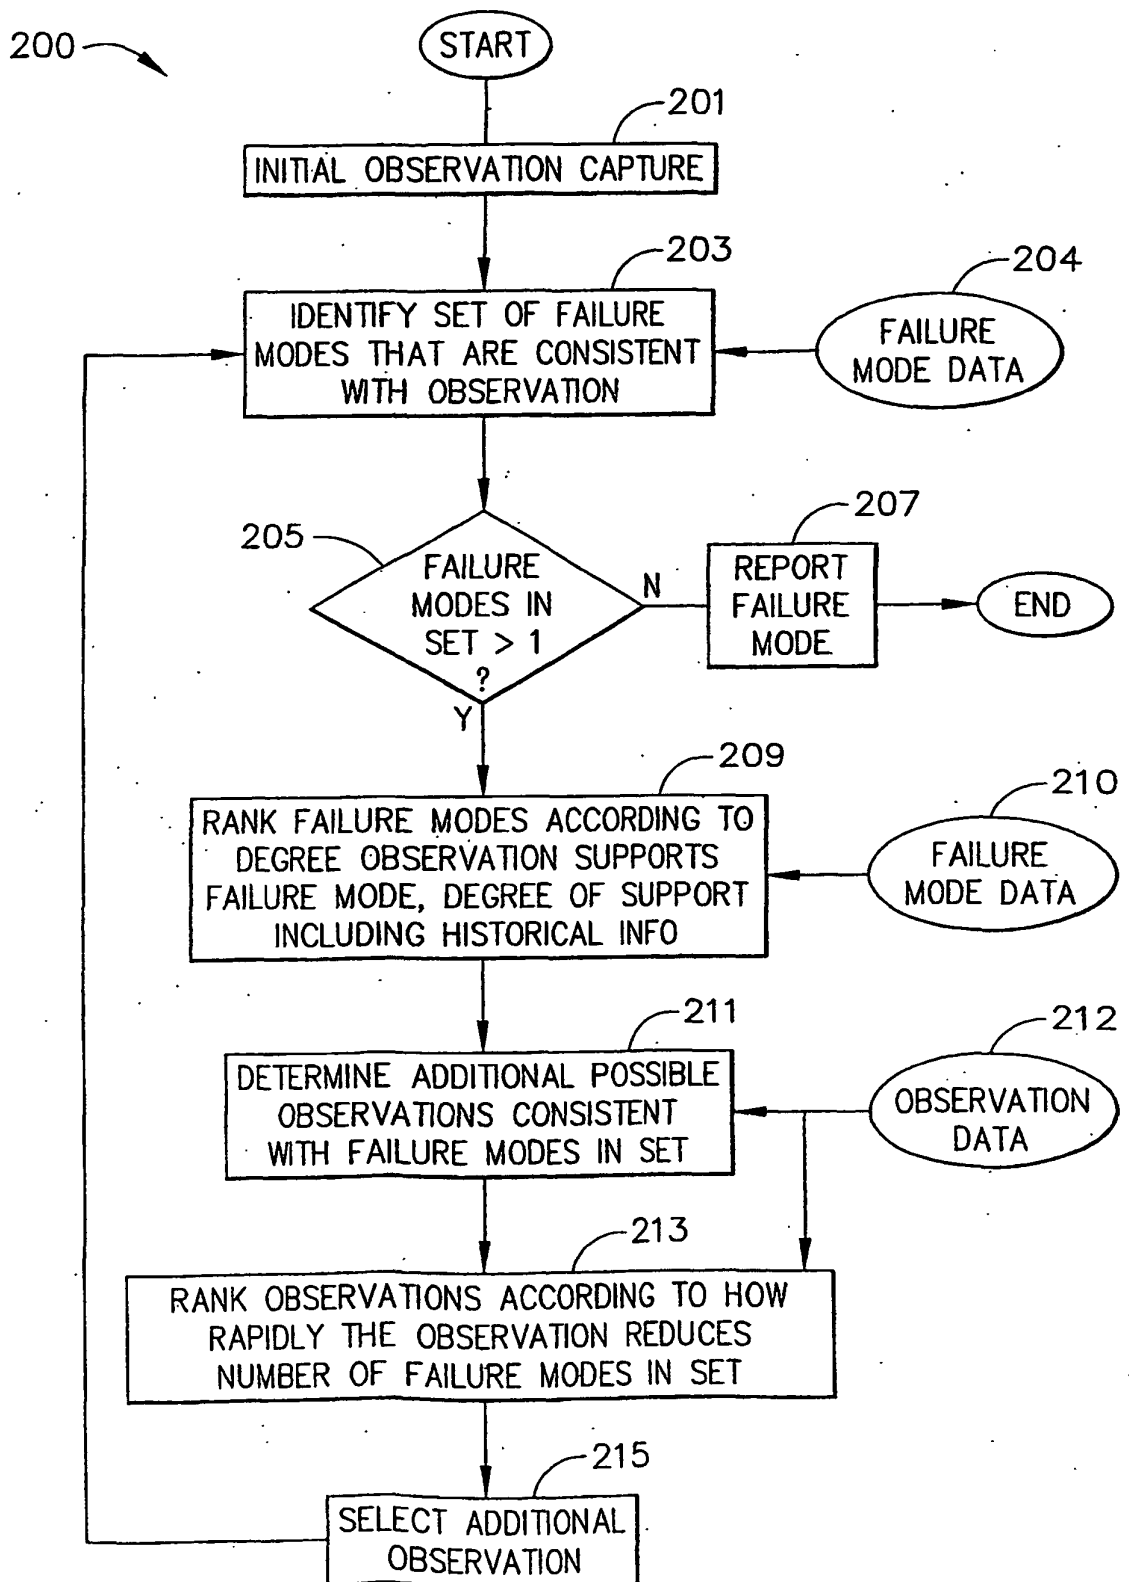 200
START
201
INITIAL OBSERVATION CAPTURE
203
204
IDENTIFY SET OF FAILURE
MODES THAT ARE CONSISTENT
WITH OBSERVATION
FAILURE
MODE DATA
205
FAILURE
MODES IN
SET > 1
?
N
Y
207
REPORT
FAILURE
MODE
END
209
210
RANK FAILURE MODES ACCORDING TO
DEGREE OBSERVATION SUPPORTS
FAILURE MODE, DEGREE OF SUPPORT
INCLUDING HISTORICAL INFO
FAILURE
MODE DATA
211
212
DETERMINE ADDITIONAL POSSIBLE
OBSERVATIONS CONSISTENT
WITH FAILURE MODES IN SET
OBSERVATION
DATA
213
RANK OBSERVATIONS ACCORDING TO HOW
RAPIDLY THE OBSERVATION REDUCES
NUMBER OF FAILURE MODES IN SET
215
SELECT ADDITIONAL
OBSERVATION